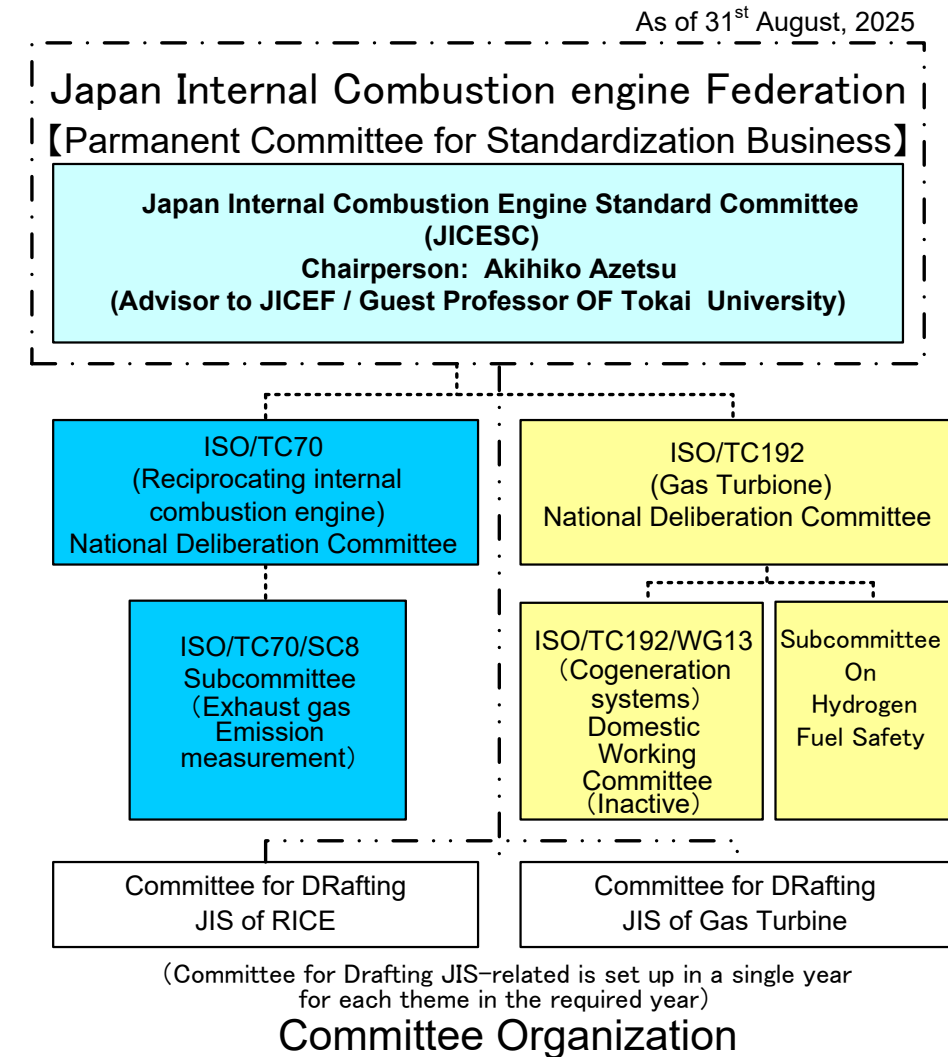 As of 31st August, 2025
Japan Internal Combustion engine Federation
【Parmanent Committee for Standardization Business】
Japan Internal Combustion Engine Standard Committee
(JICESC)
Chairperson: Akihiko Azetsu
(Advisor to JICEF / Guest Professor OF Tokai University)
ISO/TC70
(Reciprocating internal
combustion engine)
National Deliberation Committee
ISO/TC192
(Gas Turbione)
National Deliberation Committee
ISO/TC70/SC8
Subcommittee
(Exhaust gas
Emission
measurement)
ISO/TC192/WG13
(Cogeneration
systems)
Domestic
Working
Committee
(Inactive)
Subcommittee
On
Hydrogen
Fuel Safety
Committee for DRafting
JIS of RICE
Committee for DRafting
JIS of Gas Turbine
(Committee for Drafting JIS-related is set up in a single year
for each theme in the required year)
Committee Organization